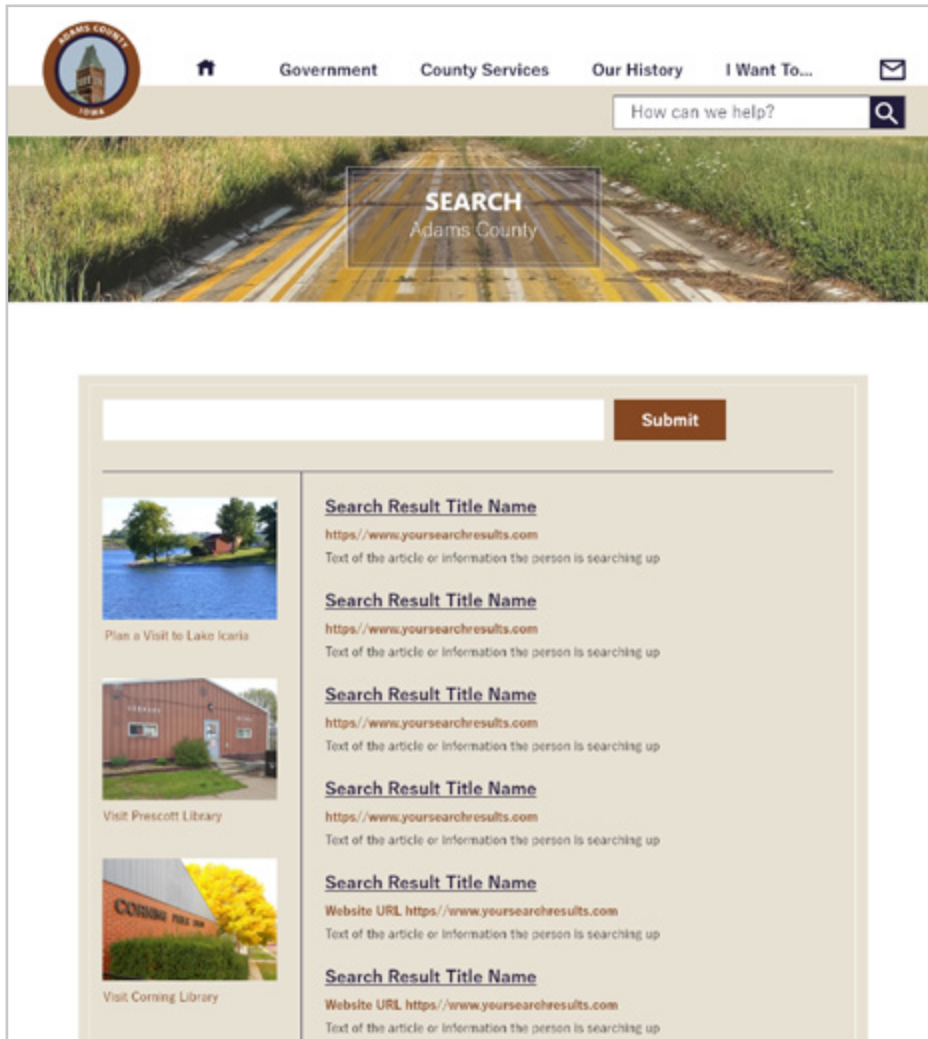 ADAMS COUNTY
IOWA
Government County Services Our History I Want To...
How can we help?
SEARCH
Adams County
Submit
Plan a Visit to Lake Icaria
Visit Prescott Library
CORNING PUBLIC
Visit Corning Library
Search Result Title Name
https//www.yoursearchresults.com
Text of the article or information the person is searching up
Search Result Title Name
https//www.yoursearchresults.com
Text of the article or information the person is searching up
Search Result Title Name
https//www.yoursearchresults.com
Text of the article or information the person is searching up
Search Result Title Name
https//www.yoursearchresults.com
Text of the article or information the person is searching up
Search Result Title Name
Website URL https//www.yoursearchresults.com
Text of the article or information the person is searching up
Search Result Title Name
Website URL https//www.yoursearchresults.com
Text of the article or information the person is searching up